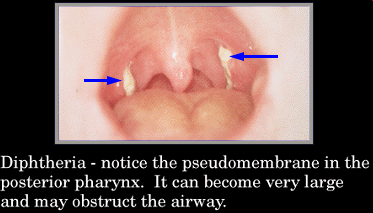 Diphtheria - notice the pseudomembrane in the
posterior pharynx.  It can become very large
and may obstruct the airway.